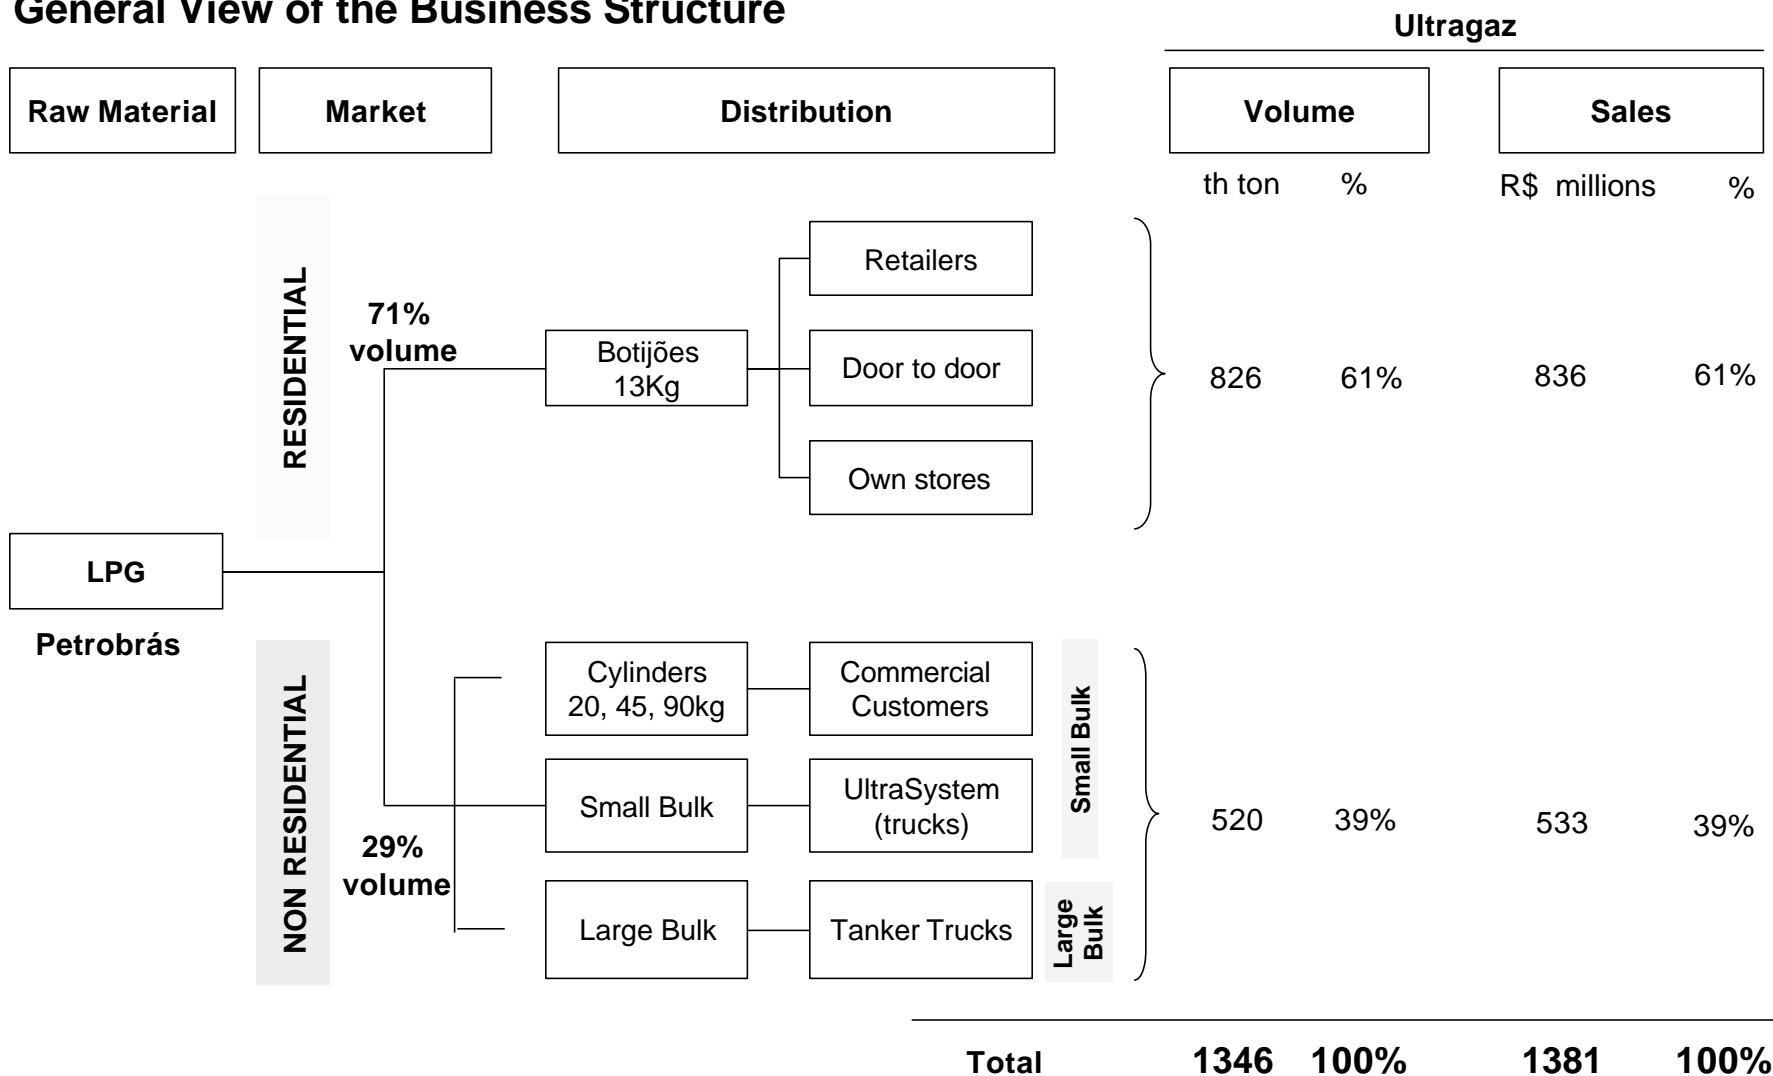 General View of the Business Structure
Ultragaz
Raw Material
Market
Distribution
Volume
Sales
th ton
%
R$ millions
%
RESIDENTIAL
71%
volume
Botijões
13Kg
Retailers
Door to door
Own stores
826
61%
836
61%
LPG
Petrobrás
NON RESIDENTIAL
29%
volume
Cylinders
20, 45, 90kg
Commercial
Customers
Small Bulk
UltraSystem
(trucks)
Small Bulk
Large Bulk
Tanker Trucks
Large
Bulk
520
39%
533
39%
Total
1346
100%
1381
100%